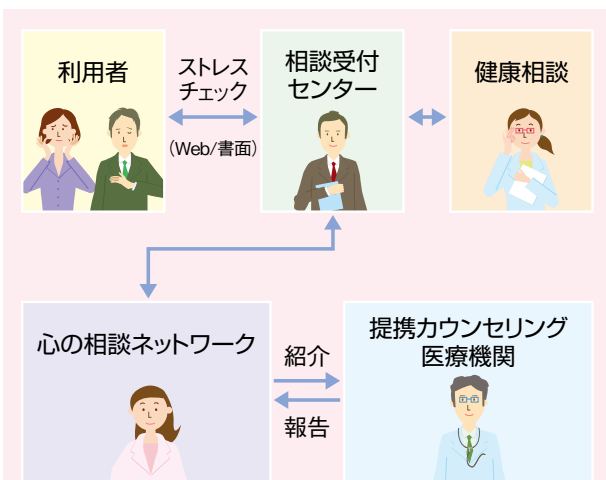 利用者
ストレス
チェック
(Web/書面)
相談受付
センター
健康相談
心の相談ネットワーク
紹介
報告
提携カウンセリング
医療機関